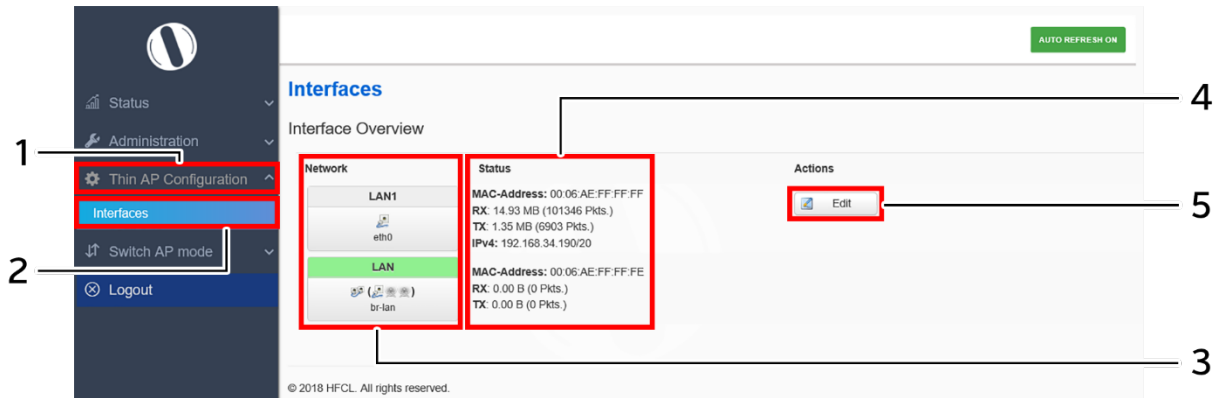 AUTO REFRESH ON
Status
Administration
Thin AP Configuration
Interfaces
Switch AP mode
Logout
Interfaces
Interface Overview
Network
Status
Actions
LAN1
eth0
MAC-Address: 00:06:AE:FF:FF:FF
RX: 14.93 MB (101346 Pkts.)
TX: 1.35 MB (6903 Pkts.)
IPv4: 192.168.34.190/20
Edit
LAN
br-lan
MAC-Address: 00:06:AE:FF:FF:FE
RX: 0.00 B (0 Pkts.)
TX: 0.00 B (0 Pkts.)
© 2018 HFCL. All rights reserved.
1
2
3
4
5